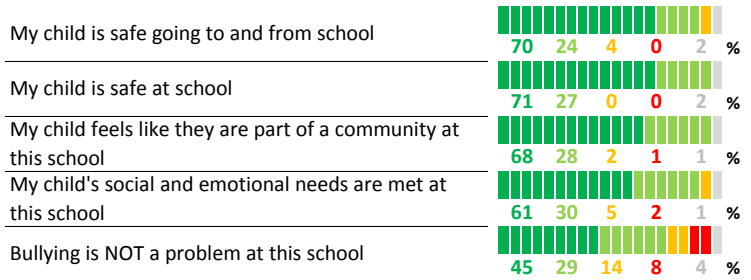 My child is safe going to and from school
70 24 4 0 2 %
My child is safe at school
71 27 0 0 2 %
My child feels like they are part of a community at
this school
68 28 2 1 1 %
My child's social and emotional needs are met at
this school
61 30 5 2 1 %
Bullying is NOT a problem at this school
45 29 14 8 4 %